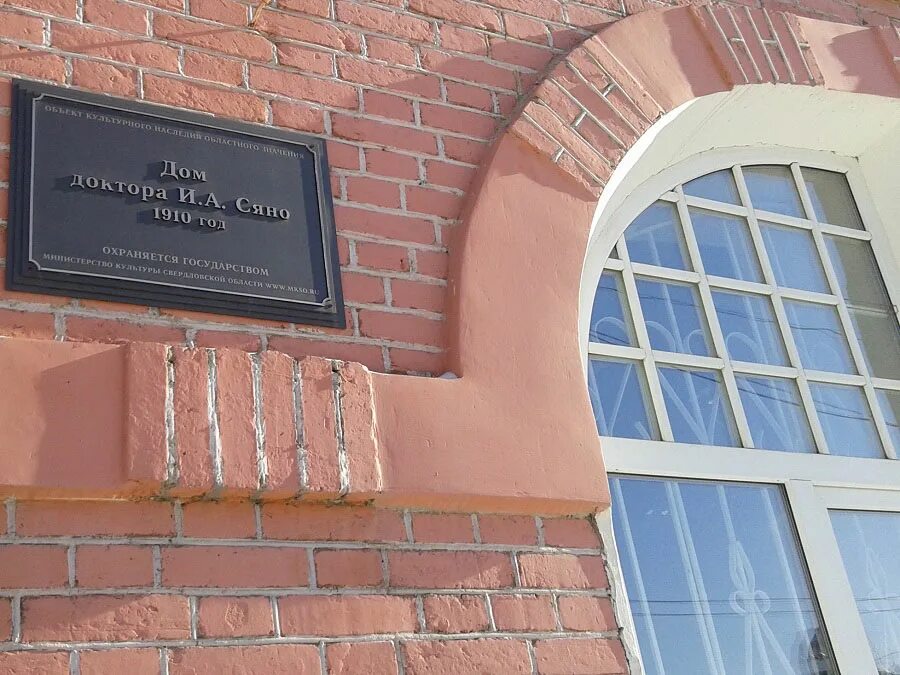 ОБЪЕКТ КУЛЬТУРНОГО НАСЛЕДИЯ ОБЛАСТНОГО ЗНАЧЕНИЯ
Дом
доктора И.А. Сяно
1910 год
ОХРАНЯЕТСЯ ГОСУДАРСТВОМ
МИНИСТЕРСТВО КУЛЬТУРЫ СВЕРДЛОВСКОЙ ОБЛАСТИ WWW.MKSO.RU